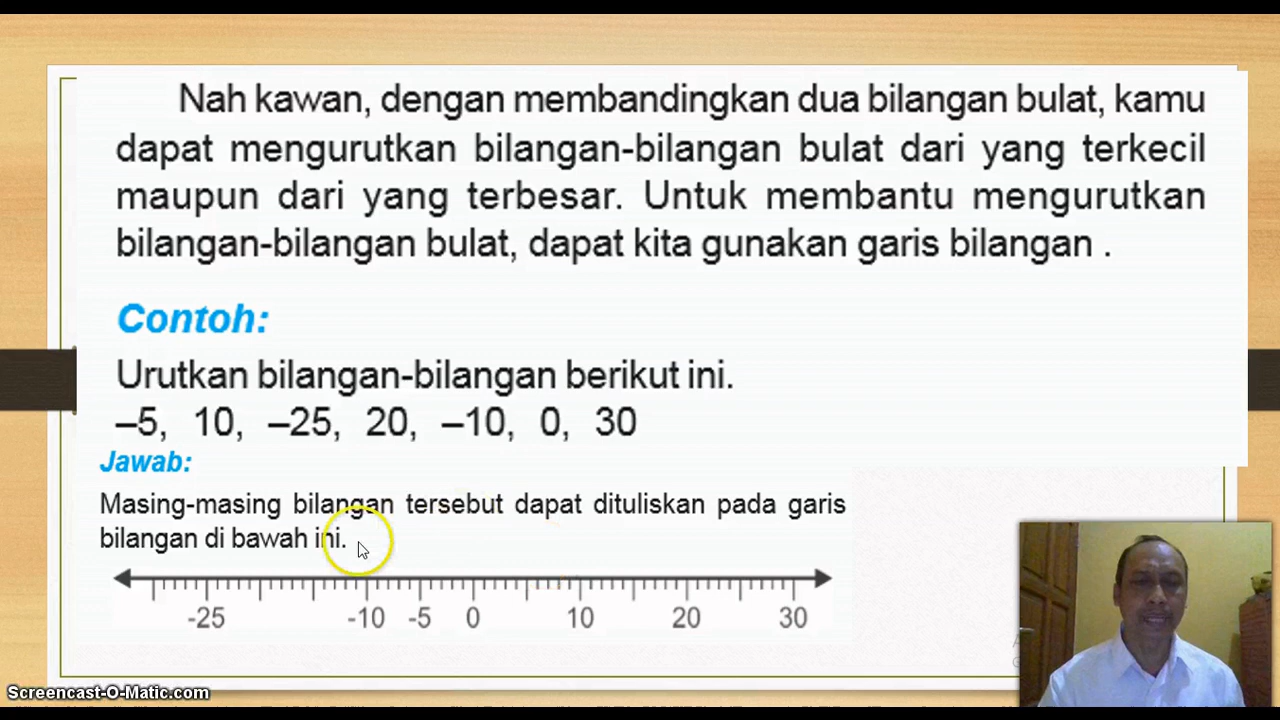 Nah kawan, dengan membandingkan dua bilangan bulat, kamu
dapat mengurutkan bilangan-bilangan bulat dari yang terkecil
maupun dari yang terbesar. Untuk membantu mengurutkan
bilangan-bilangan bulat, dapat kita gunakan garis bilangan .
Contoh:
Urutkan bilangan-bilangan berikut ini.
–5, 10, –25, 20, –10, 0, 30
Jawab:
Masing-masing bilangan tersebut dapat dituliskan pada garis
bilangan di bawah ini.
-25 -10 -5 0 10 20 30
Screencast-O-Matic.com